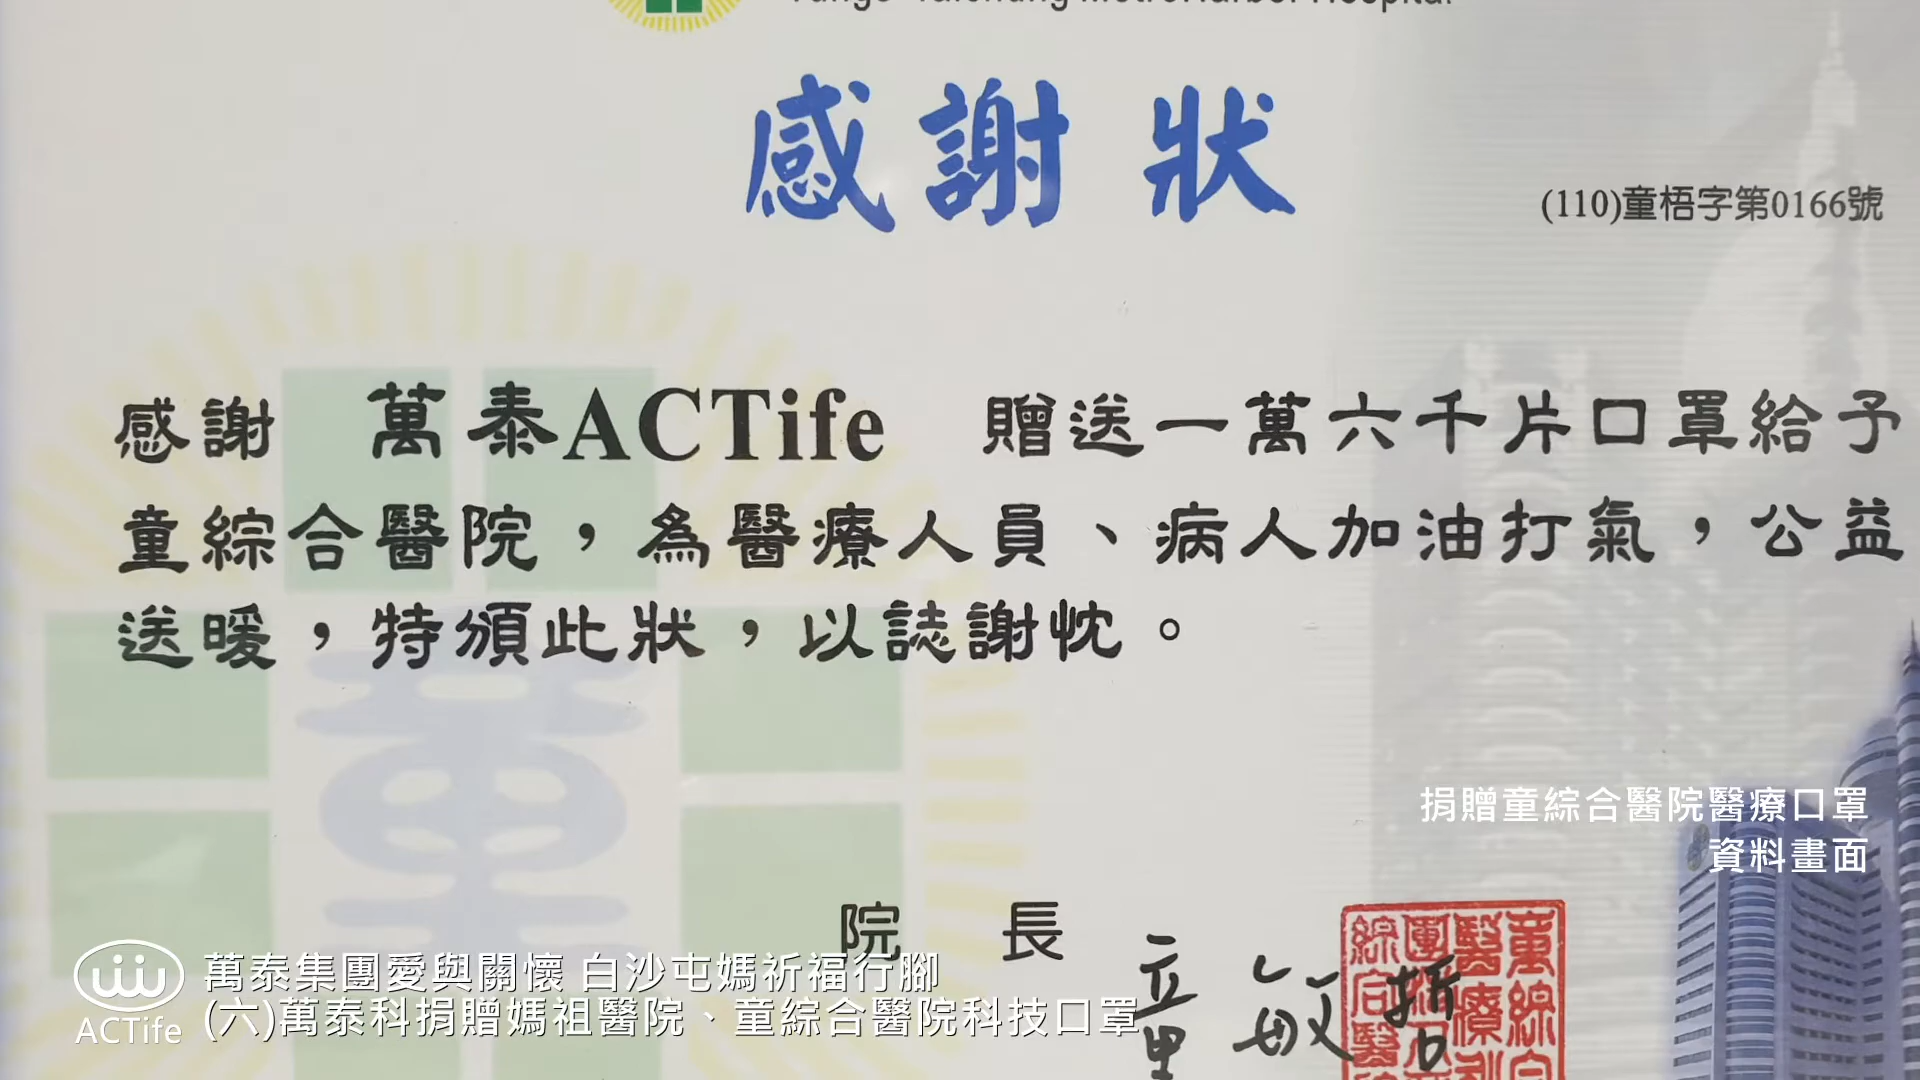 感謝狀
(110)童梧字第0166號
感謝 萬泰ACTife 贈送一萬六千片口罩給予
童綜合醫院，為醫療人員、病人加油打氣，公益
送暖，特頒此狀，以誌謝忱。
捐贈童綜合醫院醫療口罩
資料畫面
院 長
童 敏哲
萬泰集團愛與關懷 白沙屯媽祈福行腳
(六)萬泰科捐贈媽祖醫院、童綜合醫院科技口罩
ACTife